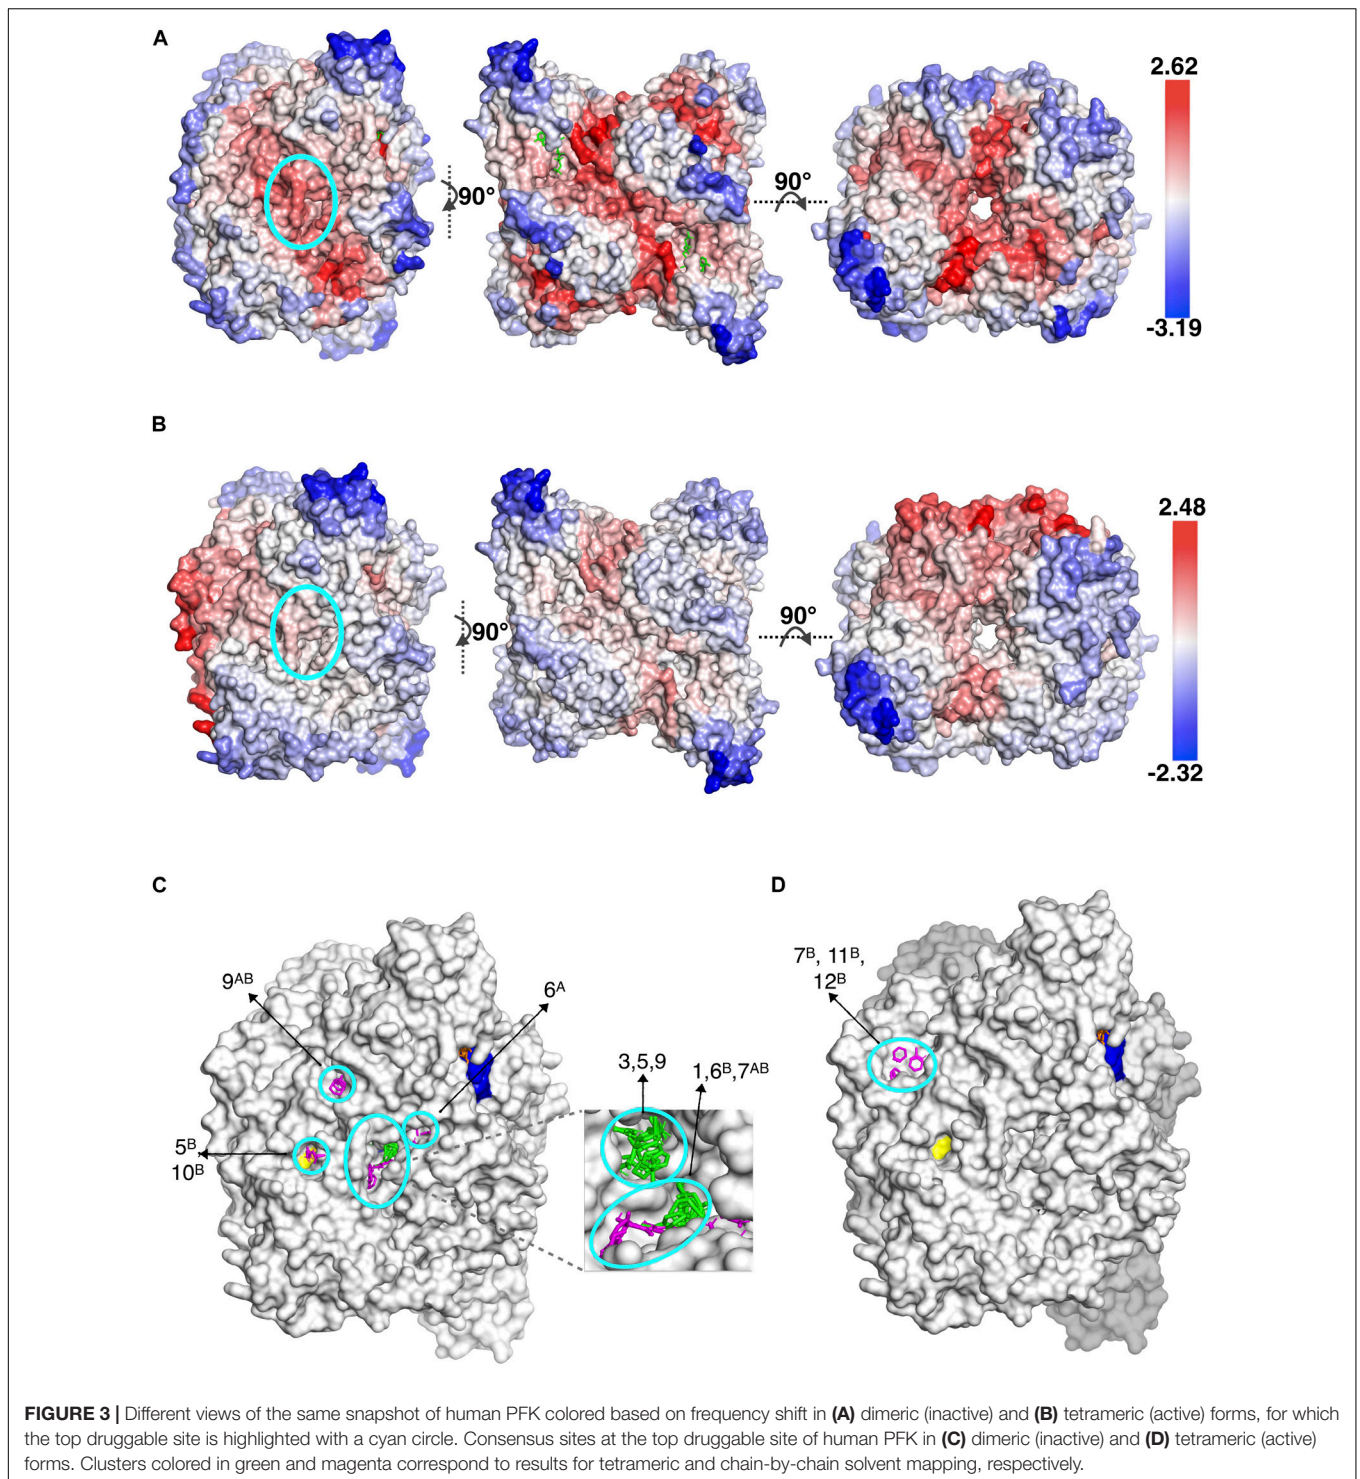 A
90°
90°
2.62
-3.19
B
90°
90°
2.48
-2.32
C
D
9AB
6A
7B, 11B,
12B
3,5,9
1,6B,7AB
5B,
10B
FIGURE 3 | Different views of the same snapshot of human PFK colored based on frequency shift in (A) dimeric (inactive) and (B) tetrameric (active) forms, for which
the top druggable site is highlighted with a cyan circle. Consensus sites at the top druggable site of human PFK in (C) dimeric (inactive) and (D) tetrameric (active)
forms. Clusters colored in green and magenta correspond to results for tetrameric and chain-by-chain solvent mapping, respectively.